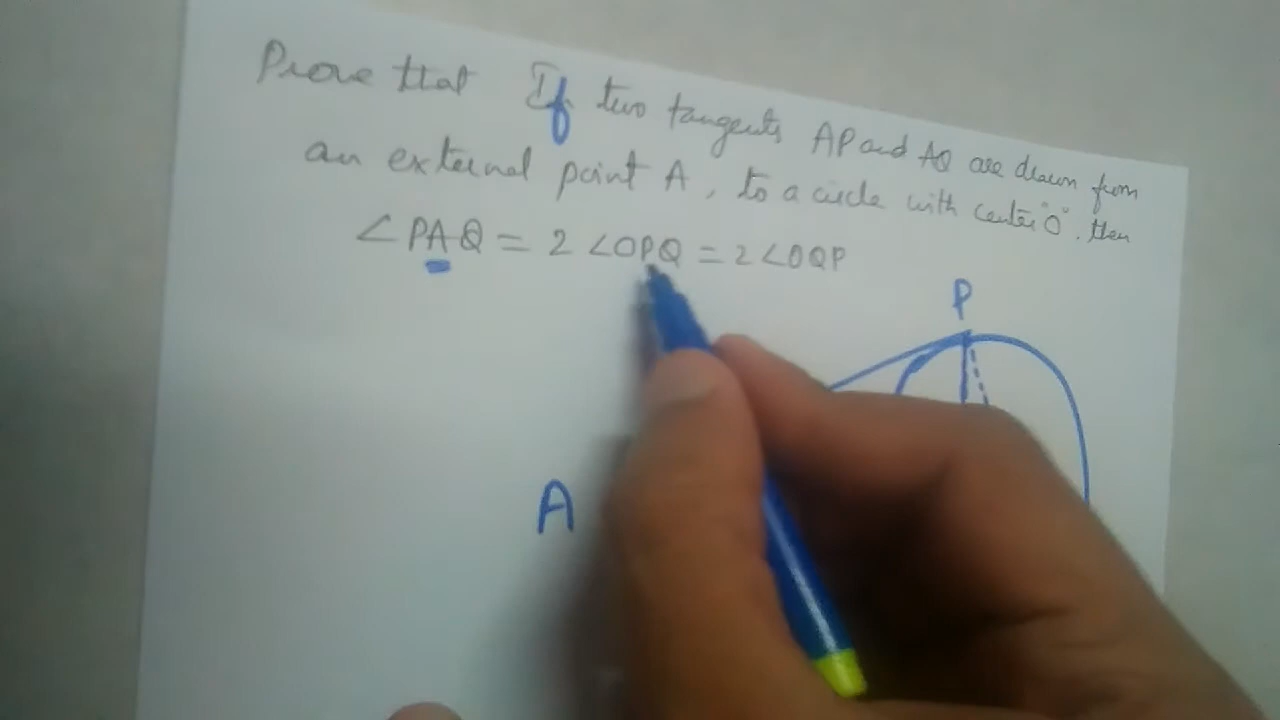 Prove that If two tangents AP and AQ are drawn from
an external point A, to a circle with center "O". then
∠PAQ = 2 ∠OPQ = 2 ∠OQP
P
A